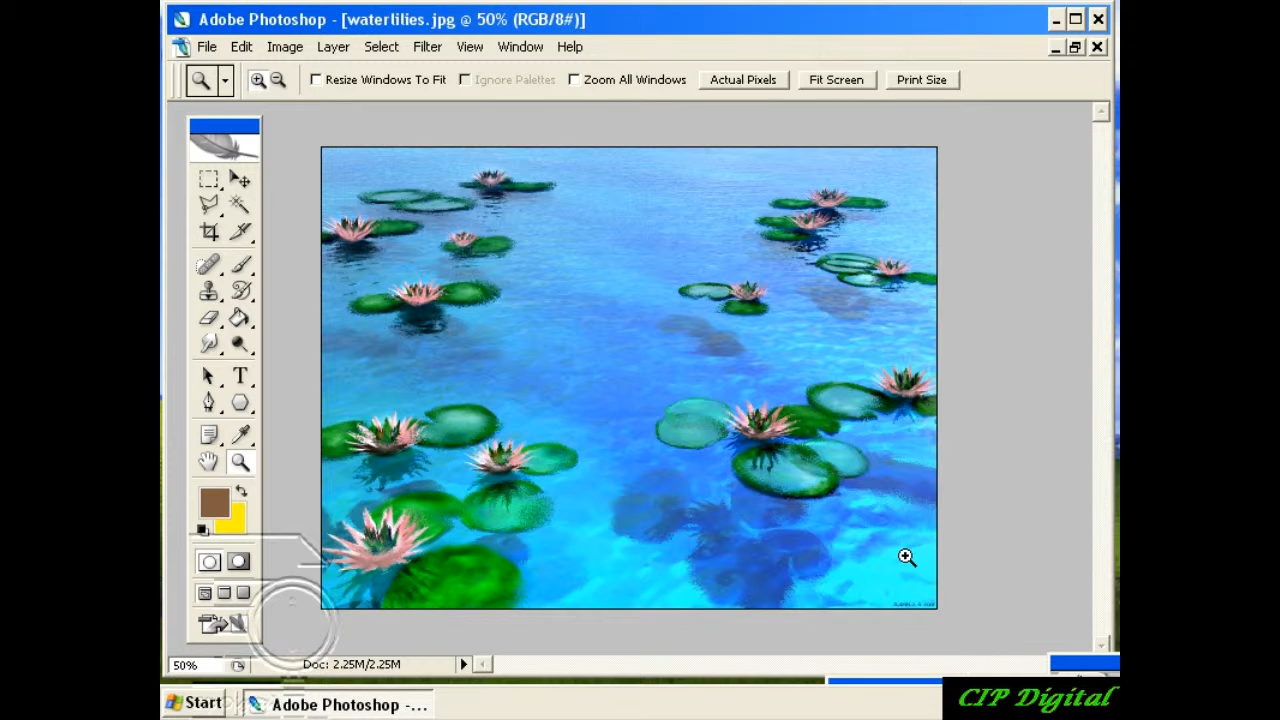 Adobe Photoshop - [waterlilies.jpg @ 50% (RGB/8#)]
File Edit Image Layer Select Filter View Window Help
Resize Windows To Fit Ignore Palettes Zoom All Windows Actual Pixels Fit Screen Print Size
T
50% Doc: 2.25M/2.25M
Start Adobe Photoshop -...
CIP Digital